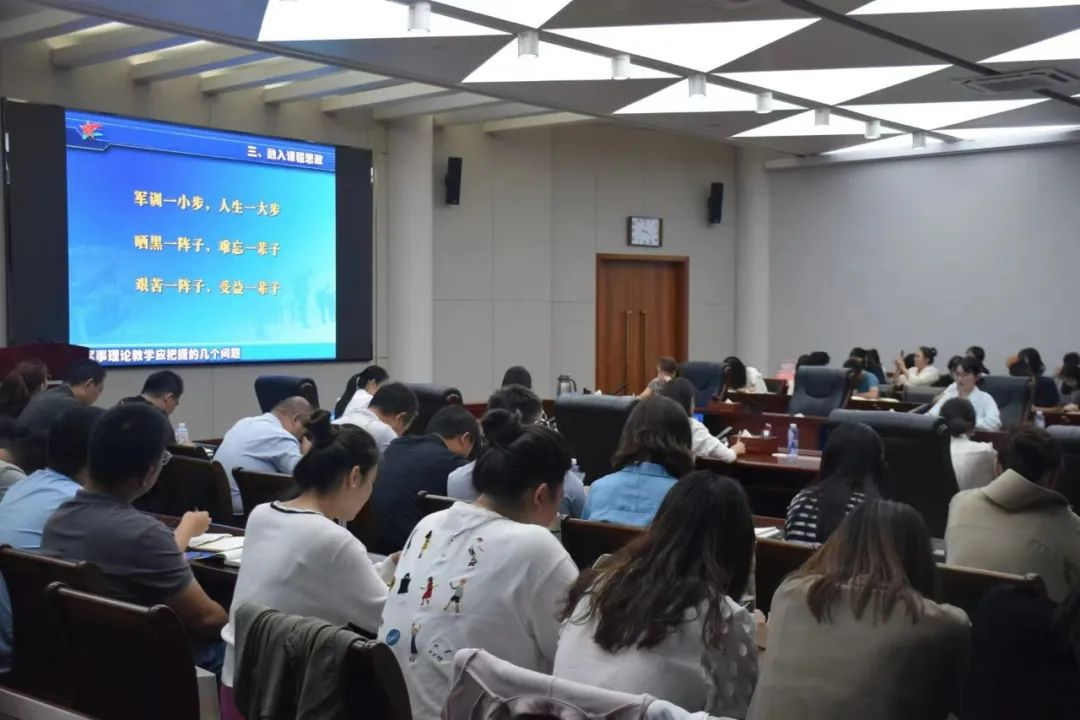 三、融入课程思政
军训一小步，人生一大步
晒黑一阵子，难忘一辈子
艰苦一阵子，受益一辈子
军事理论教学应把握的几个问题